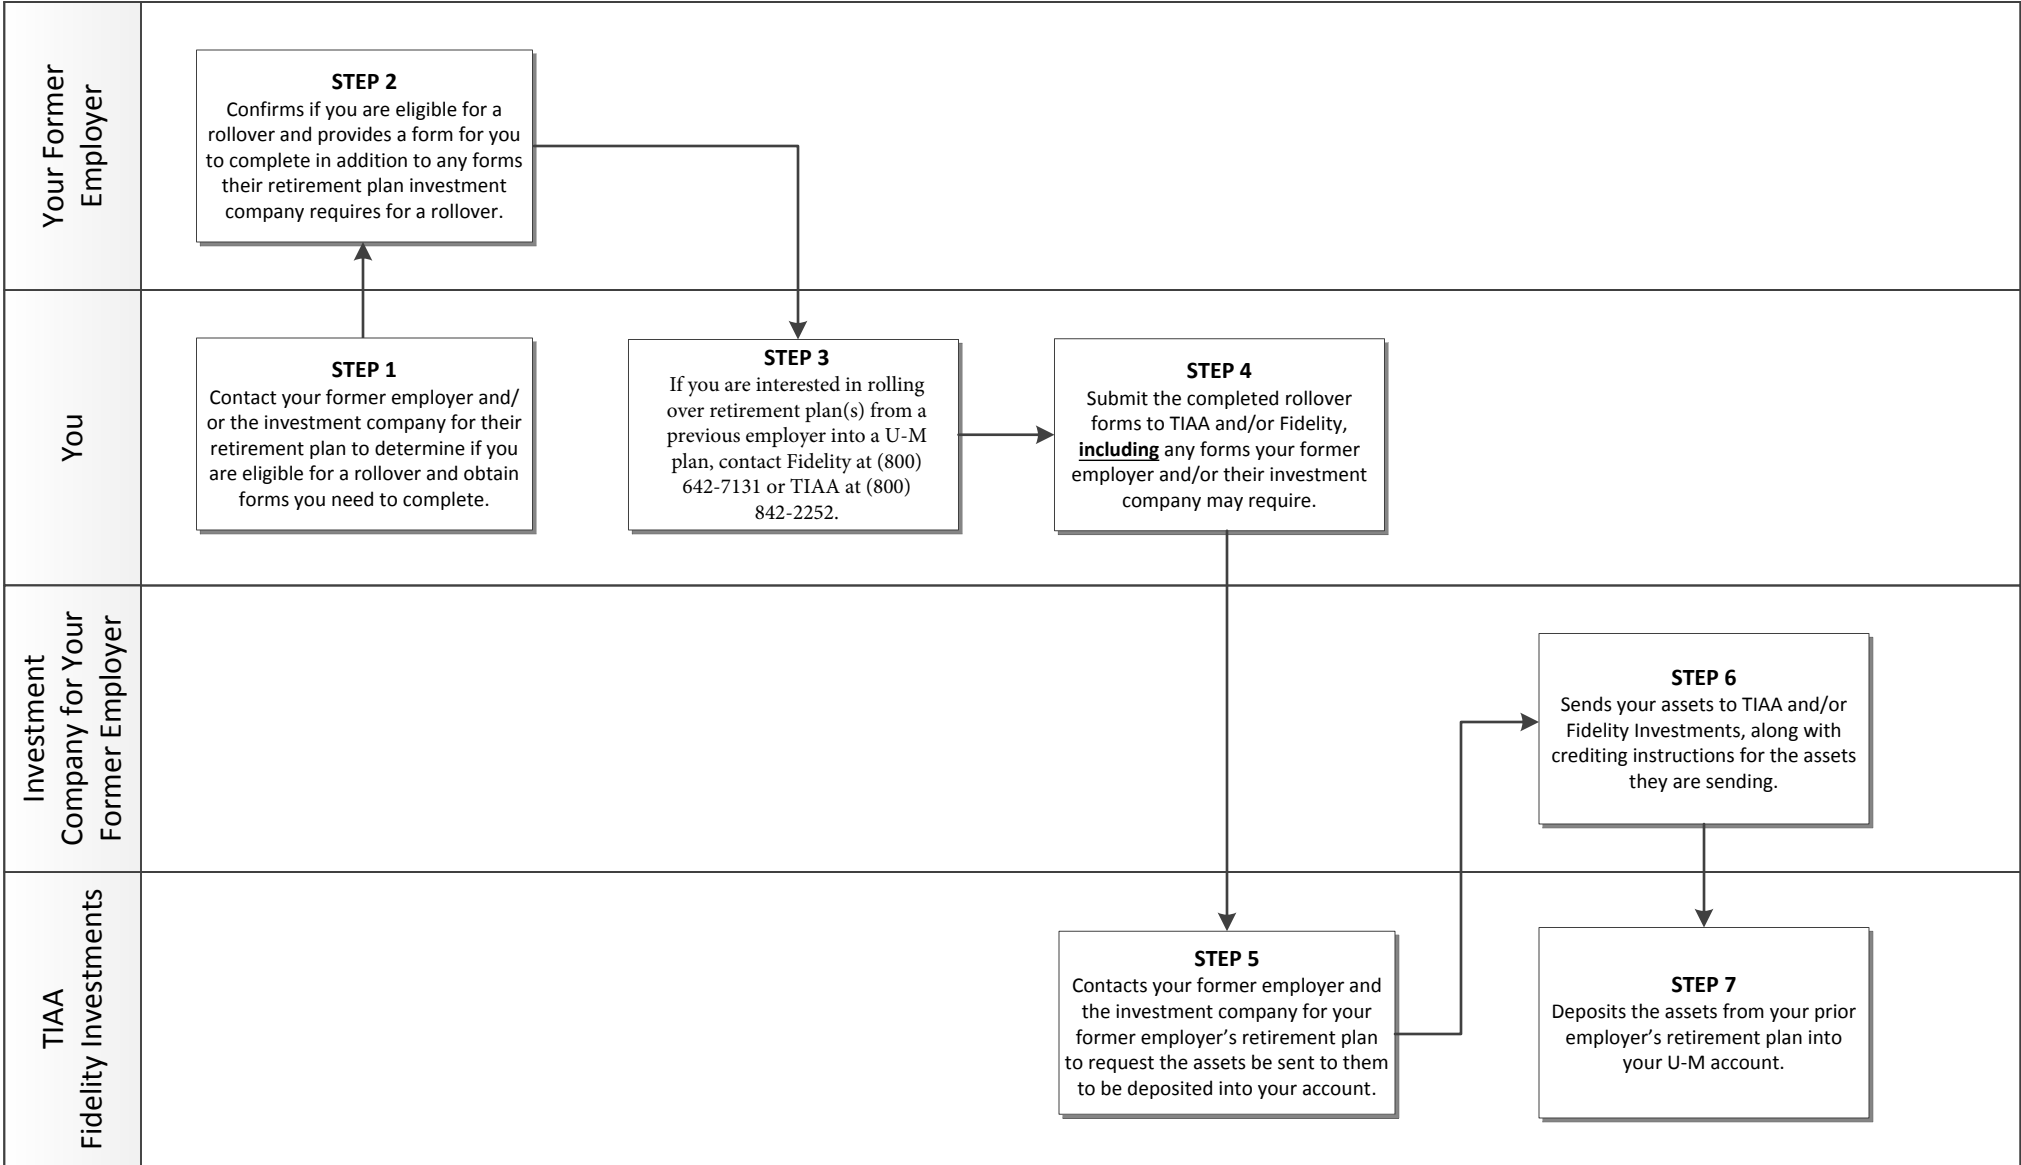 Your Former
Employer
STEP 2
Confirms if you are eligible for a
rollover and provides a form for you
to complete in addition to any forms
their retirement plan investment
company requires for a rollover.
You
STEP 1
Contact your former employer and/
or the investment company for their
retirement plan to determine if you
are eligible for a rollover and obtain
forms you need to complete.
STEP 3
If you are interested in rolling
over retirement plan(s) from a
previous employer into a U-M
plan, contact Fidelity at (800)
642-7131 or TIAA at (800)
842-2252.
STEP 4
Submit the completed rollover
forms to TIAA and/or Fidelity,
including any forms your former
employer and/or their investment
company may require.
Investment
Company for Your
Former Employer
STEP 6
Sends your assets to TIAA and/or
Fidelity Investments, along with
crediting instructions for the assets
they are sending.
TIAA
Fidelity Investments
STEP 5
Contacts your former employer and
the investment company for your
former employer’s retirement plan
to request the assets be sent to them
to be deposited into your account.
STEP 7
Deposits the assets from your prior
employer’s retirement plan into
your U-M account.